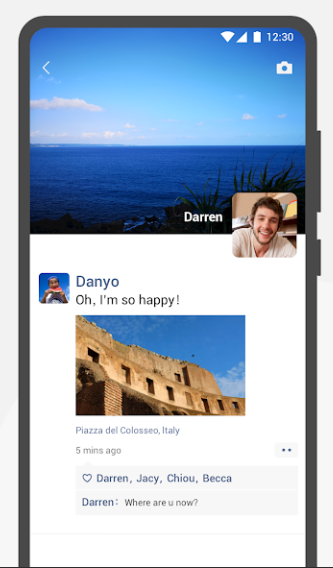 12:30
Darren
Danyo
Oh, I'm so happy!
Piazza del Colosseo, Italy
5 mins ago
Darren, Jacy, Chiou, Becca
Darren: Where are u now?